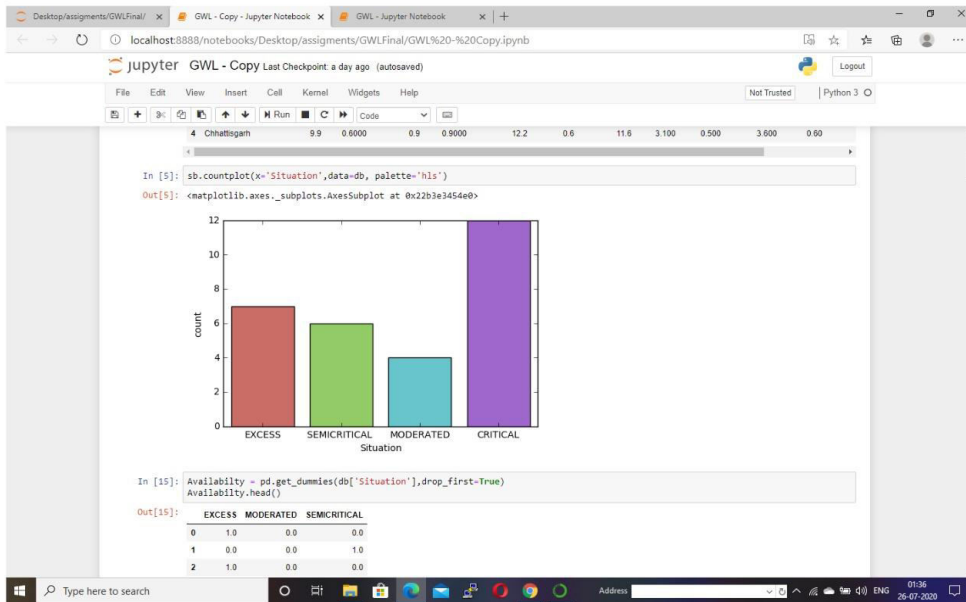 Desktop/assigments/GWLFinal/
GWL - Copy - Jupyter Notebook
GWL - Jupyter Notebook
localhost:8888/notebooks/Desktop/assigments/GWLFinal/GWL%20-%20Copy.ipynb
jupyter GWL - Copy Last Checkpoint: a day ago (autosaved)
Logout
File Edit View Insert Cell Kernel Widgets Help
Not Trusted
Python 3
Run
Code
4 Chhattisgarh 9.9 0.6000 0.9 0.9000 12.2 0.6 11.6 3.100 0.500 3.600 0.60
In [5]: sb.countplot(x='Situation',data=db, palette='hls')
Out[5]: <matplotlib.axes._subplots.AxesSubplot at 0x22b3e3454e0>
12
10
8
6
4
2
0
count
EXCESS SEMICRITICAL MODERATED CRITICAL
Situation
In [15]: Availabilty = pd.get_dummies(db['Situation'],drop_first=True)
Availabilty.head()
Out[15]:
EXCESS MODERATED SEMICRITICAL
0 1.0 0.0 0.0
1 0.0 0.0 1.0
2 1.0 0.0 0.0
Type here to search
Address
ENG
01:36
26-07-2020